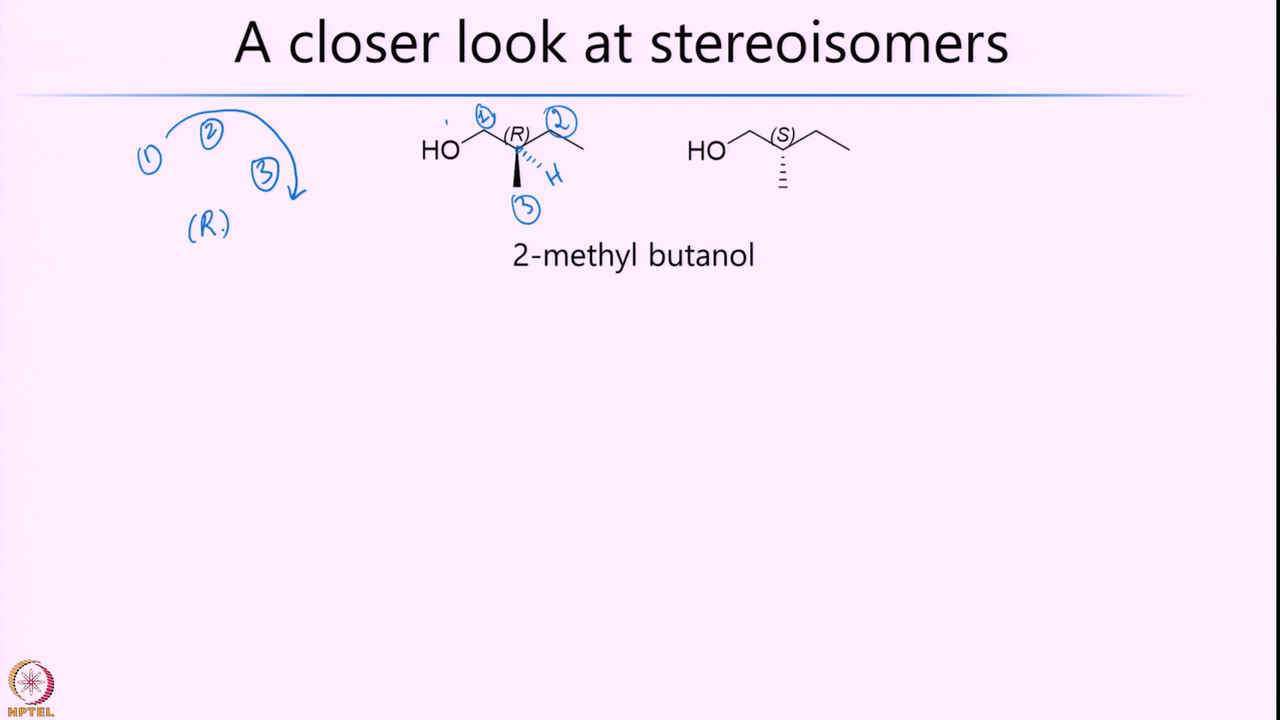 A closer look at stereoisomers
1 2 3
(R)
HO 1 (R) 2 H 3
HO (S)
2-methyl butanol
NPTEL